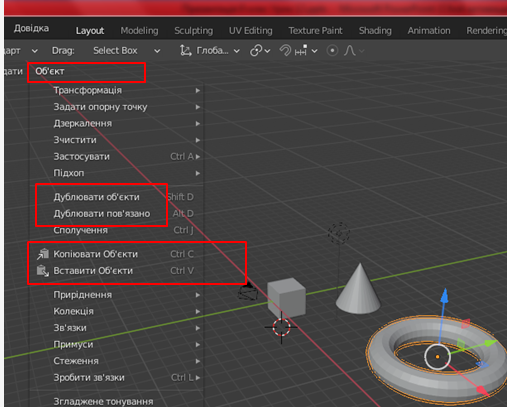 Довідка Layout Modeling Sculpting UV Editing Texture Paint Shading Animation Rendering
Drag: Select Box Глоба...
Об'єкт
Трансформація
Задати опорну точку
Дзеркалення
Зчистити
Застосувати Ctrl A
Підхоп
Дублювати об'єкти Shift D
Дублювати пов'язано Alt D
Сполучення Ctrl J
Копіювати Об'єкти Ctrl C
Вставити Об'єкти Ctrl V
Приріднення
Колекція
Зв'язки
Примуси
Стеження
Зробити зв'язки Ctrl L
Згладжене тонування